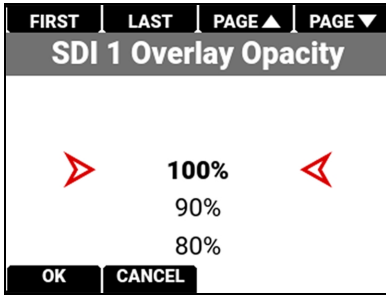 FIRST LAST PAGE▲ PAGE▼
SDI 1 Overlay Opacity
100%
90%
80%
OK CANCEL